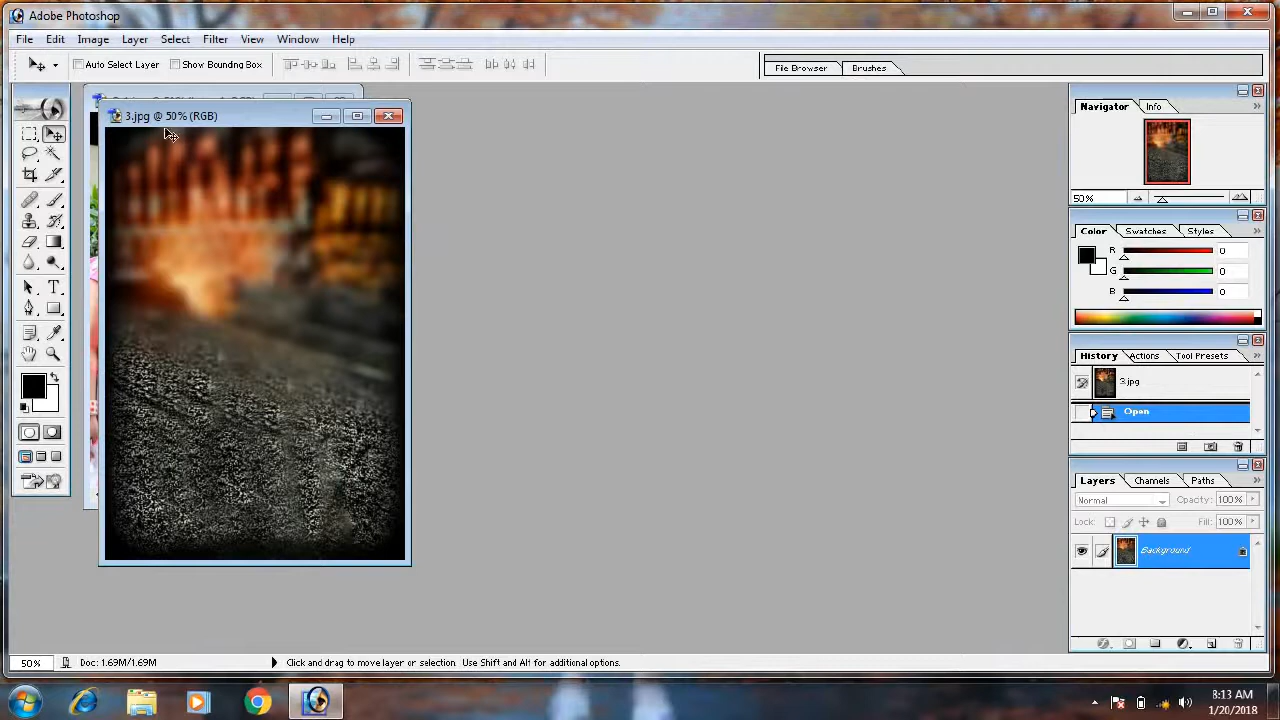 Adobe Photoshop
File Edit Image Layer Select Filter View Window Help
Auto Select Layer Show Bounding Box File Browser Brushes
3.jpg @ 50% (RGB)
Navigator Info
50%
Color Swatches Styles
R 0
G 0
B 0
History Actions Tool Presets
3.jpg
Open
Layers Channels Paths
Normal Opacity: 100%
Lock: Fill: 100%
Background
50% Doc: 1.69M/1.69M Click and drag to move layer or selection. Use Shift and Alt for additional options.
8:13 AM
1/20/2018